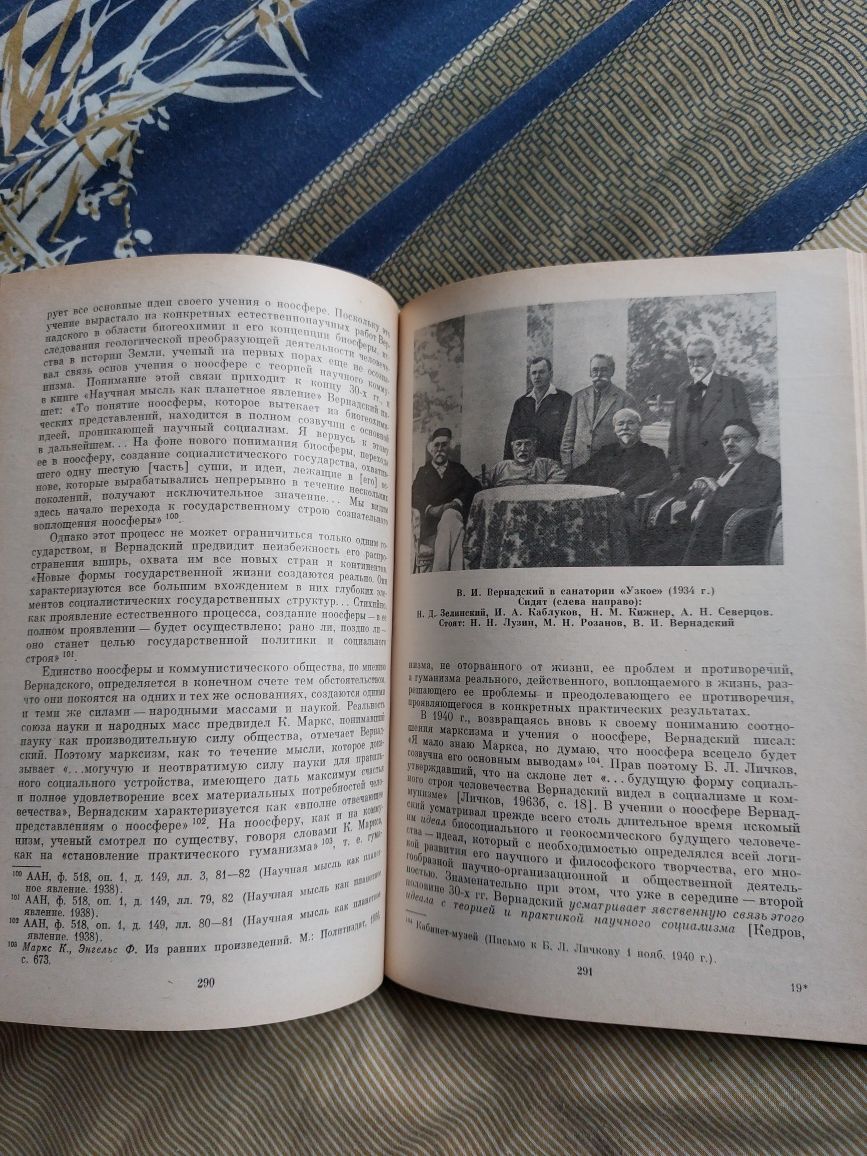 рует все основные идеи своего учения о ноосфере. Поскольку это
учение вырастало из конкретных естественнонаучных работ Вер-
надского в области биогеохимии и его концепции биосферы, ис-
следования геологической преобразующей деятельности человече-
ства в истории Земли, ученый на первых порах еще не осозна-
вал связь основ учения о ноосфере с теорией научного комму-
низма. Понимание этой связи приходит к концу 30-х гг.
в книге «Научная мысль как планетное явление» Вернадский пи-
шет: «То понятие ноосферы, которое вытекает из биогеохими-
ческих представлений, находится в полном созвучии с основной
идеей, проникающей научный социализм. Я вернусь к этому
в дальнейшем... На фоне нового понимания биосферы, перехода
ее в ноосферу, создание социалистического государства, охватив-
шего одну шестую [часть] суши, и идеи, лежащие в [его] ос-
нове, которые вырабатывались непрерывно в течение нескольких
поколений, получают исключительное значение... Мы видим
здесь начало перехода к государственному строю сознательного
воплощения ноосферы» 100.
Однако этот процесс не может ограничиться только одним го-
сударством, и Вернадский предвидит неизбежность его распро-
странения вширь, охвата им все новых стран и континентов.
«Новые формы государственной жизни создаются реально. Они
характеризуются все большим вхождением в них глубоких эле-
ментов социалистических государственных структур... Стихийно,
как проявление естественного процесса, создание ноосферы — в ее
полном проявлении — будет осуществлено; рано ли, поздно ли —
оно станет целью государственной политики и социального
строя» 101.
Единство ноосферы и коммунистического общества, по мнению
Вернадского, определяется в конечном счете тем обстоятельством,
что они покоятся на одних и тех же основаниях, создаются одними
и теми же силами — народными массами и наукой. Реальность
союза науки и народных масс предвидел К. Маркс, понимавший
науку как производительную силу общества, отмечает Вернад-
ский. Поэтому марксизм, как то течение мысли, которое дока-
зывает «...могучую и неотвратимую силу науки для правиль-
ного социального устройства, имеющего дать максимум счастья
и полное удовлетворение всех материальных потребностей чело-
вечества», Вернадским характеризуется как «вполне отвечающее
представлениям о ноосфере» 102. На ноосферу, как и на комму-
низм, ученый смотрел по существу, говоря словами К. Маркса,
как на «становление практического гуманизма» 103, т. е. гума-
100 ААН, ф. 518, оп. 1, д. 149, лл. 3, 81—82 (Научная мысль как планет-
ное явление. 1938).
101 ААН, ф. 518, оп. 1, д. 149, лл. 79, 82 (Научная мысль как планетное
явление. 1938).
102 ААН, ф. 518, оп. 1, д. 149, лл. 80—81 (Научная мысль как планетное
явление. 1938).
103 Маркс К., Энгельс Ф. Из ранних произведений. М.: Политиздат, 1956,
с. 673.
290
В. И. Вернадский в санатории «Узкое» (1934 г.)
Сидят (слева направо):
Н. Д. Зелинский, И. А. Каблуков, Н. М. Кижнер, А. Н. Северцов.
Стоят: Н. Н. Лузин, М. Н. Розанов, В. И. Вернадский
низма, не оторванного от жизни, ее проблем и противоречий,
а гуманизма реального, действенного, воплощаемого в жизнь, раз-
решающего ее проблемы и преодолевающего ее противоречия,
проявляющегося в конкретных практических результатах.
В 1940 г., возвращаясь вновь к своему пониманию соотно-
шения марксизма и учения о ноосфере, Вернадский писал:
«Я мало знаю Маркса, но думаю, что ноосфера всецело будет
созвучна его основным выводам» 104. Прав поэтому Б. Л. Личков,
утверждавший, что на склоне лет «...будущую форму социаль-
ного строя человечества Вернадский видел в социализме и ком-
мунизме» [Личков, 1963б, с. 18]. В учении о ноосфере Вернад-
ский усматривал прежде всего столь длительное время искомый
им идеал биосоциального и геокосмического будущего человече-
ства — идеал, который с необходимостью определялся всей логи-
кой развития его научного и философского творчества, его мно-
гообразной научно-организационной и общественной деятель-
ностью. Знаменательно при этом, что уже в середине — второй
половине 30-х гг. Вернадский усматривает явственную связь этого
идеала с теорией и практикой научного социализма [Кедров,
104 Кабинет-музей (Письмо к Б. Л. Личкову 1 нояб. 1940 г.).
291
19*